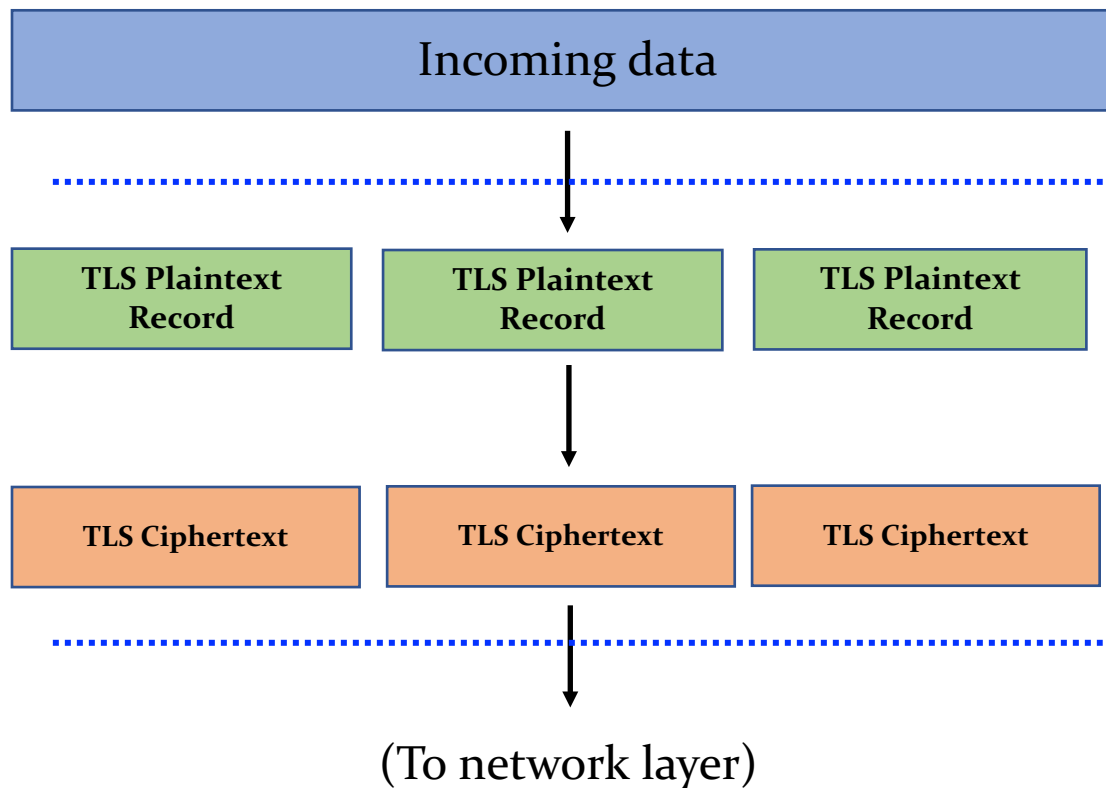 Incoming data
TLS Plaintext
Record
TLS Plaintext
Record
TLS Plaintext
Record
TLS Ciphertext
TLS Ciphertext
TLS Ciphertext
(To network layer)